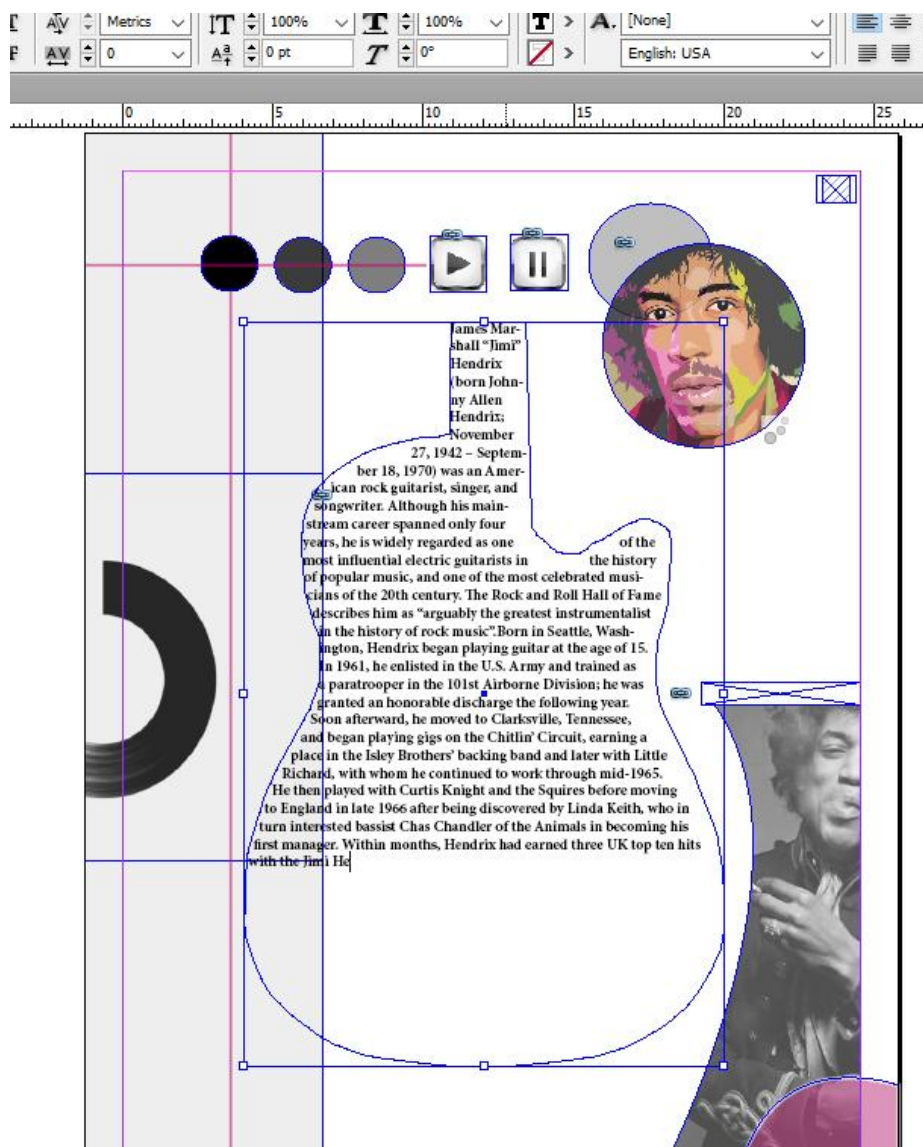 Metrics
100%
100%
[None]
0
0 pt
0°
English: USA
0 5 10 15 20 25
James Mar-
shall “Jimi”
Hendrix
(born John-
ny Allen
Hendrix;
November
27, 1942 – Septem-
ber 18, 1970) was an Amer-
ican rock guitarist, singer, and
songwriter. Although his main-
stream career spanned only four
years, he is widely regarded as one of the
most influential electric guitarists in the history
of popular music, and one of the most celebrated musi-
cians of the 20th century. The Rock and Roll Hall of Fame
describes him as “arguably the greatest instrumentalist
in the history of rock music”.Born in Seattle, Wash-
ington, Hendrix began playing guitar at the age of 15.
In 1961, he enlisted in the U.S. Army and trained as
a paratrooper in the 101st Airborne Division; he was
granted an honorable discharge the following year.
Soon afterward, he moved to Clarksville, Tennessee,
and began playing gigs on the Chitlin’ Circuit, earning a
place in the Isley Brothers’ backing band and later with Little
Richard, with whom he continued to work through mid-1965.
He then played with Curtis Knight and the Squires before moving
to England in late 1966 after being discovered by Linda Keith, who in
turn interested bassist Chas Chandler of the Animals in becoming his
first manager. Within months, Hendrix had earned three UK top ten hits
with the Jimi He